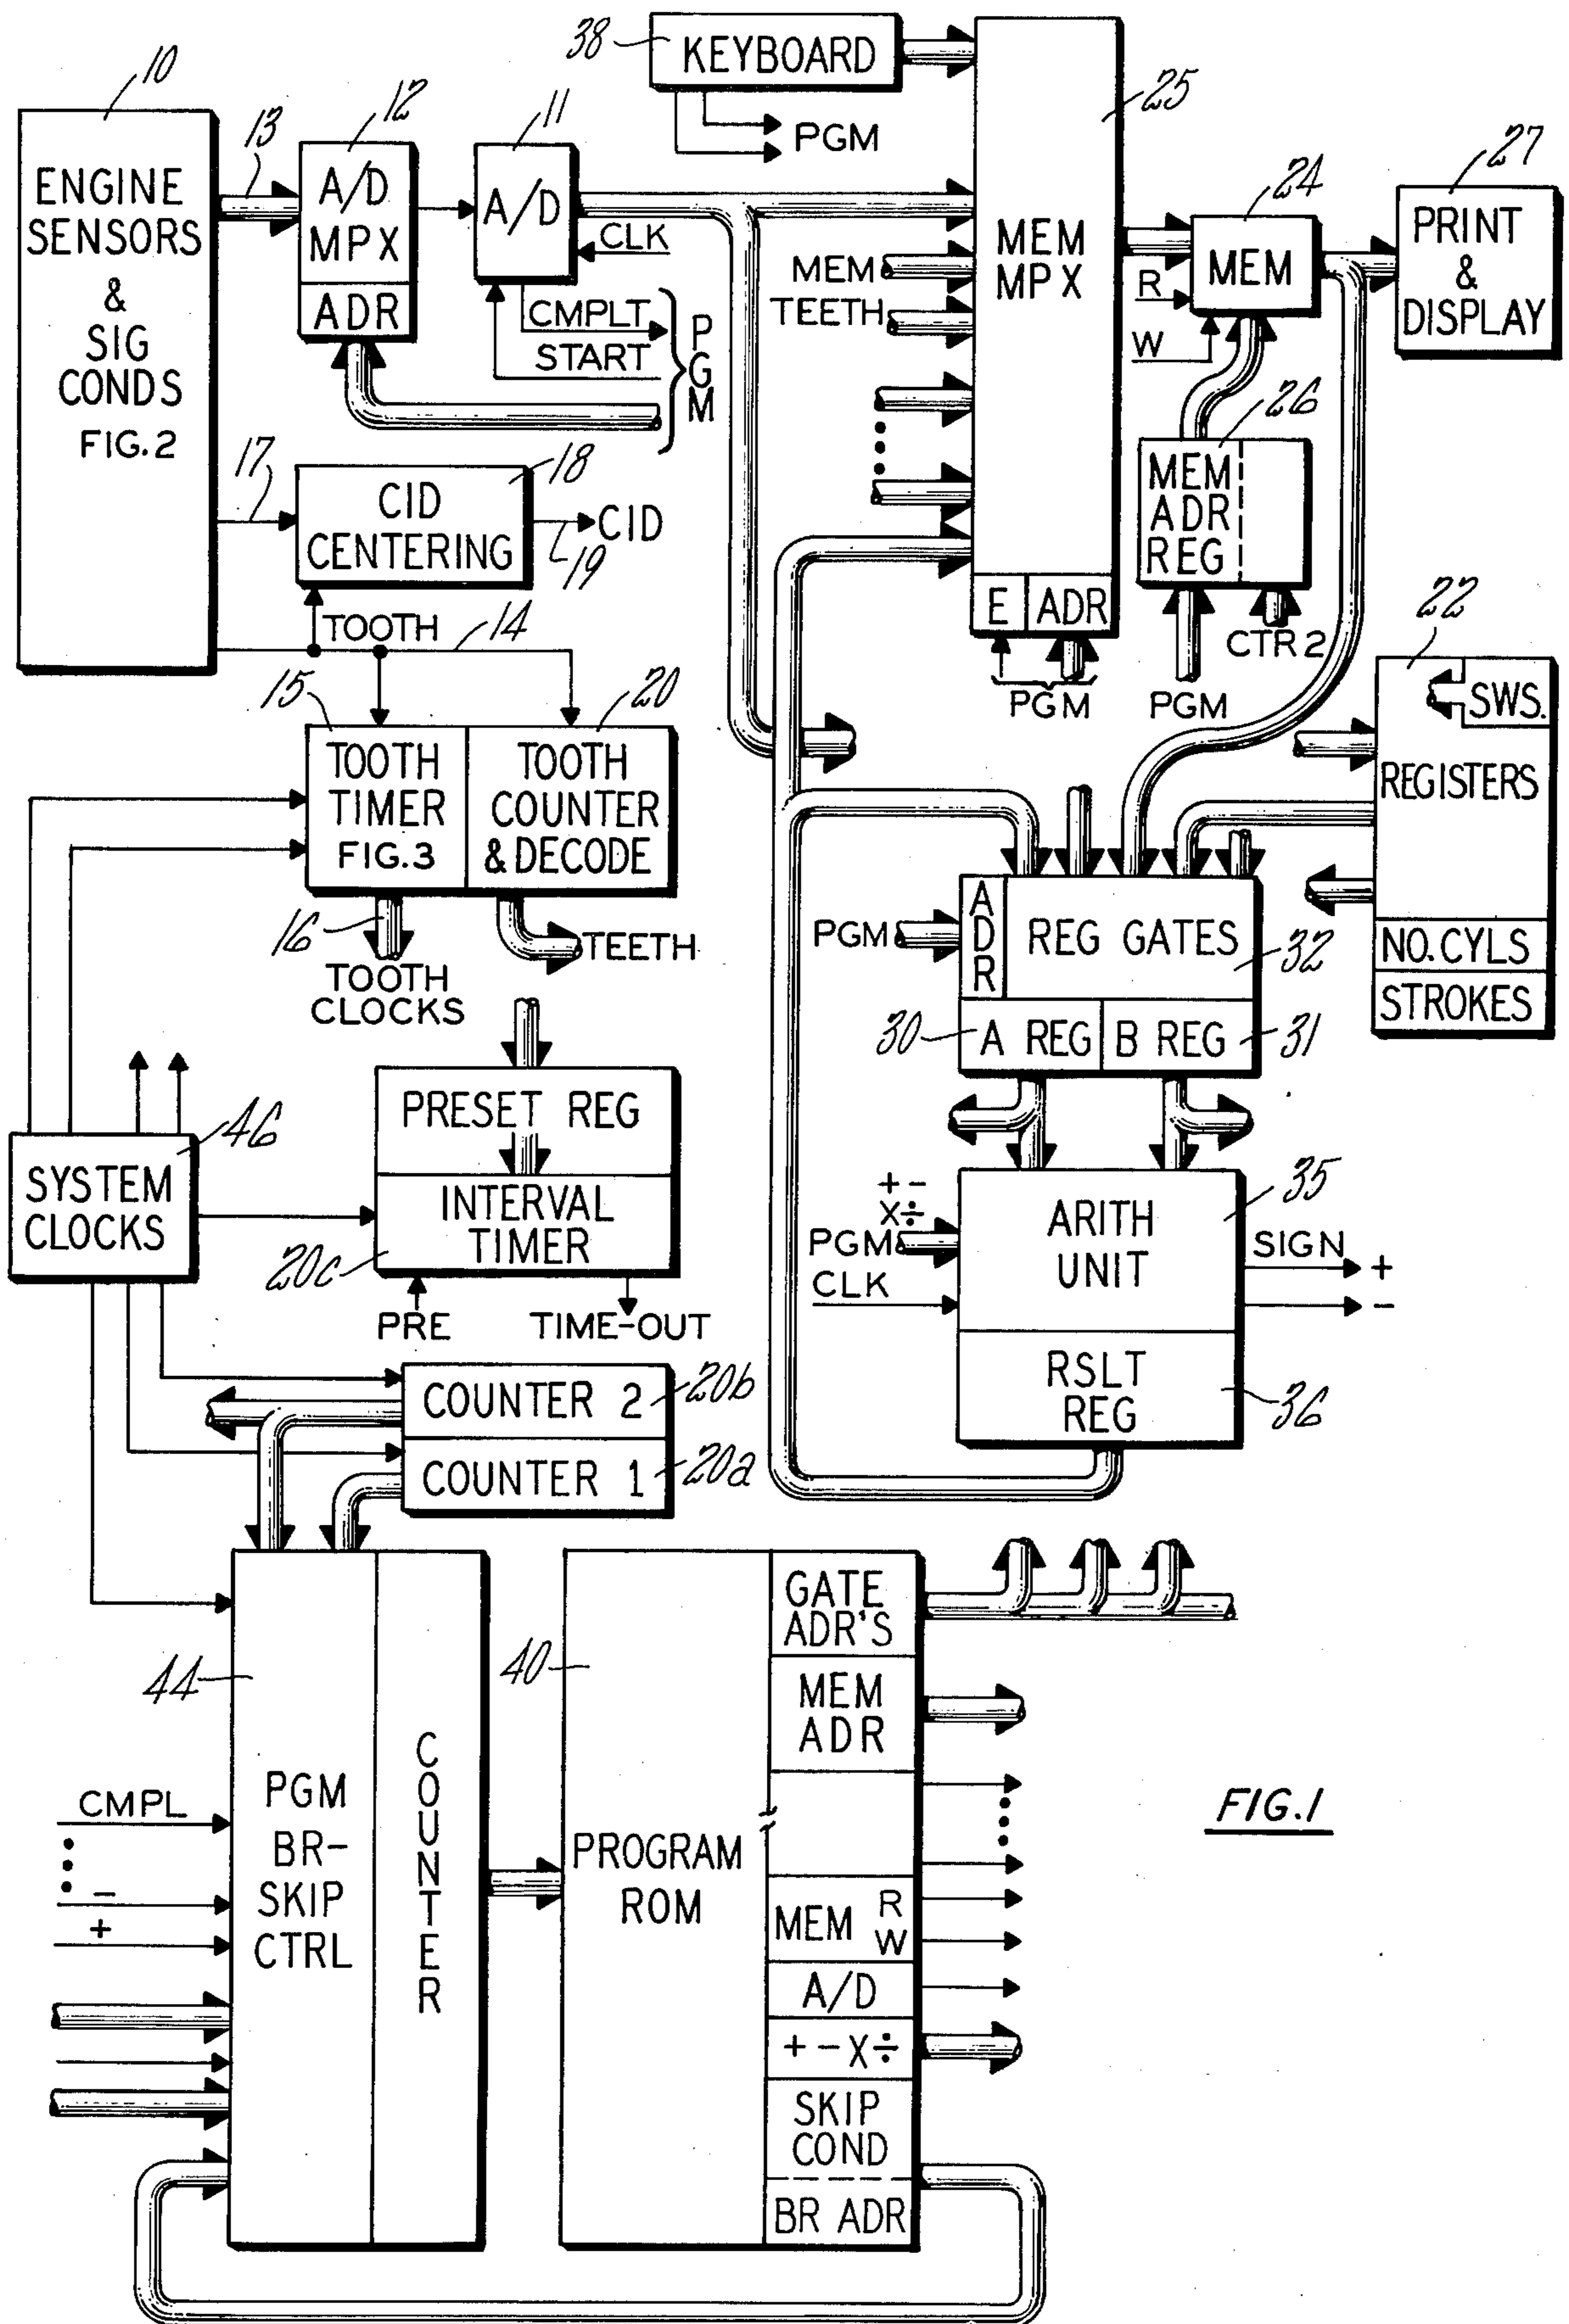 10
ENGINE
SENSORS
&
SIG
CONDS
FIG.2
13
12
A/D
MPX
ADR
11
A/D
CLK
CMPLT
START
PGM
38
KEYBOARD
PGM
25
MEM
MPX
MEM
TEETH
E
ADR
PGM
24
MEM
R
W
27
PRINT
&
DISPLAY
26
MEM
ADR
REG
CTR 2
PGM
17
18
CID
CENTERING
CID
19
TOOTH
14
15
20
TOOTH
TIMER
FIG.3
TOOTH
COUNTER
& DECODE
16
TOOTH
CLOCKS
TEETH
22
SWS.
REGISTERS
NO. CYLS
STROKES
PGM
ADR
REG GATES
32
30
A REG
B REG
31
46
SYSTEM
CLOCKS
PRESET REG
INTERVAL
TIMER
20c
PRE
TIME-OUT
+ -
X÷
PGM
CLK
ARITH
UNIT
35
SIGN
+
-
RSLT
REG
36
COUNTER 2
20b
COUNTER 1
20a
44
PGM
BR-
SKIP
CTRL
COUNTER
CMPL
-
+
40
PROGRAM
ROM
GATE
ADR'S
MEM
ADR
MEM R
W
A/D
+ - X ÷
SKIP
COND
BR ADR
FIG.1